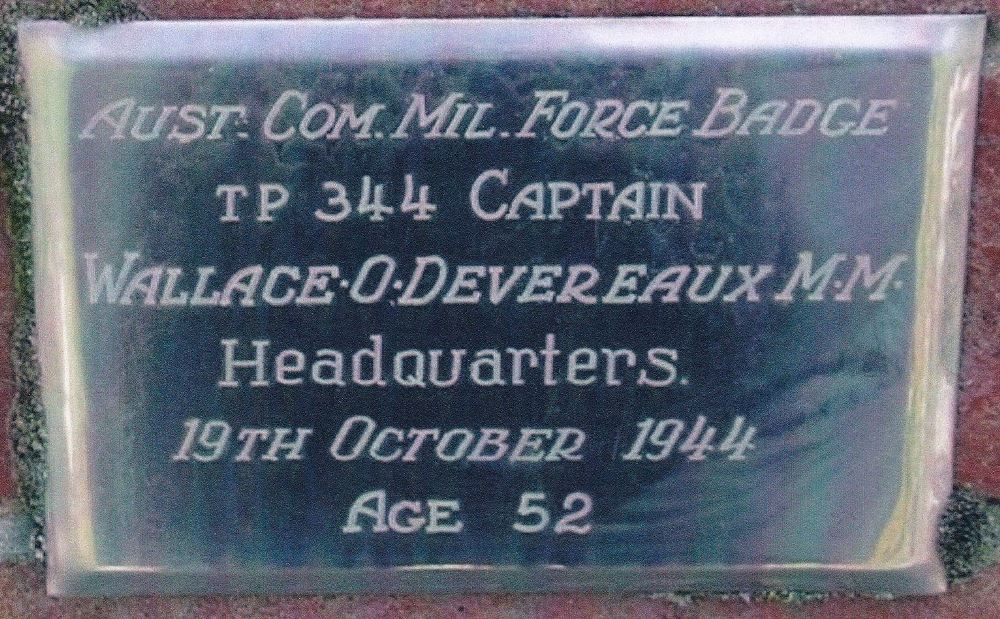 AUST. COM. MIL. FORCE BADGE
TP 344 CAPTAIN
WALLACE·O·DEVEREAUX M·M·
Headquarters.
19TH OCTOBER 1944
AGE 52